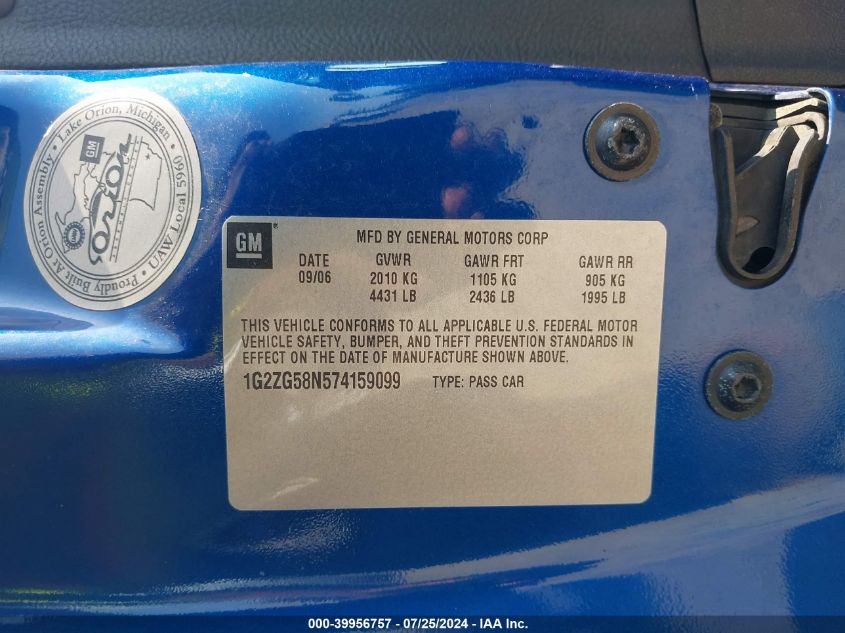 Proudly Built At Orion Assembly • Lake Orion, Michigan
UAW Local 5960
GM
orion
GM
MFD BY GENERAL MOTORS CORP
DATE GVWR GAWR FRT GAWR RR
09/06 2010 KG 1105 KG 905 KG
4431 LB 2436 LB 1995 LB
THIS VEHICLE CONFORMS TO ALL APPLICABLE U.S. FEDERAL MOTOR
VEHICLE SAFETY, BUMPER, AND THEFT PREVENTION STANDARDS IN
EFFECT ON THE DATE OF MANUFACTURE SHOWN ABOVE.
1G2ZG58N574159099 TYPE: PASS CAR
000-39956757 - 07/25/2024 - IAA Inc.